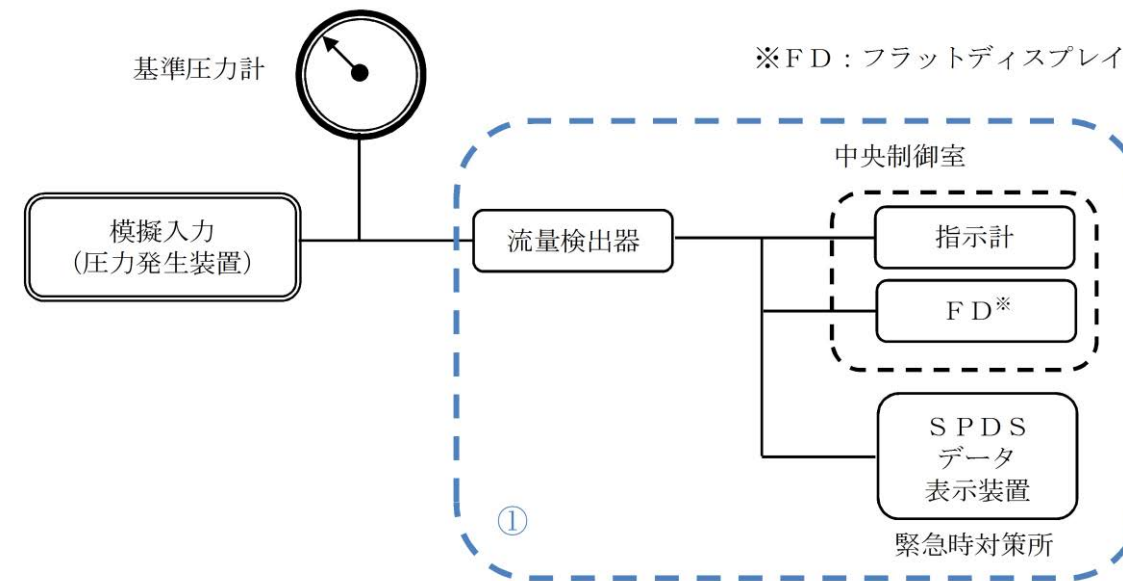 基準圧力計
※ＦＤ：フラットディスプレイ
中央制御室
模擬入力
（圧力発生装置）
流量検出器
指示計
ＦＤ※
ＳＰＤＳ
データ
表示装置
①
緊急時対策所